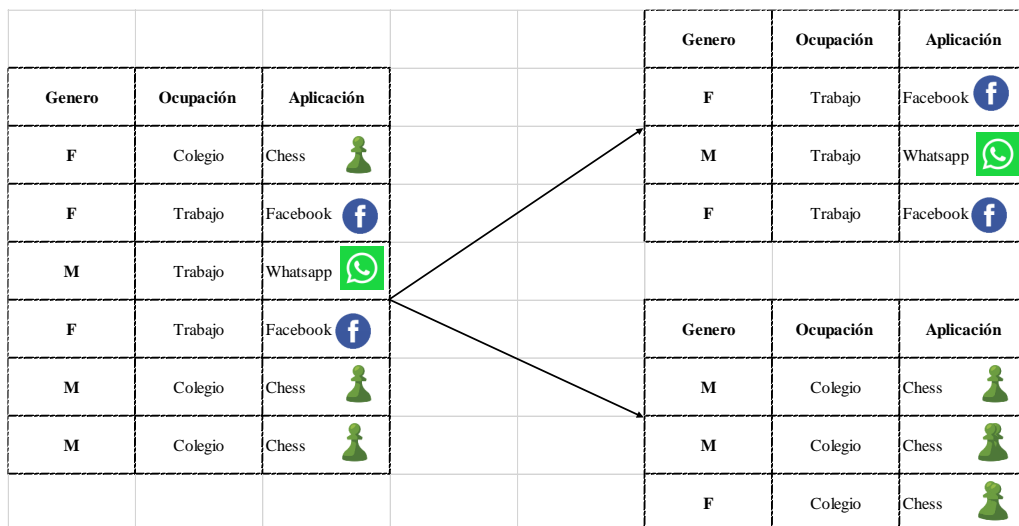 Genero Ocupación Aplicación
F Colegio Chess
F Trabajo Facebook
M Trabajo Whatsapp
F Trabajo Facebook
M Colegio Chess
M Colegio Chess
Genero Ocupación Aplicación
F Trabajo Facebook
M Trabajo Whatsapp
F Trabajo Facebook
Genero Ocupación Aplicación
M Colegio Chess
M Colegio Chess
F Colegio Chess